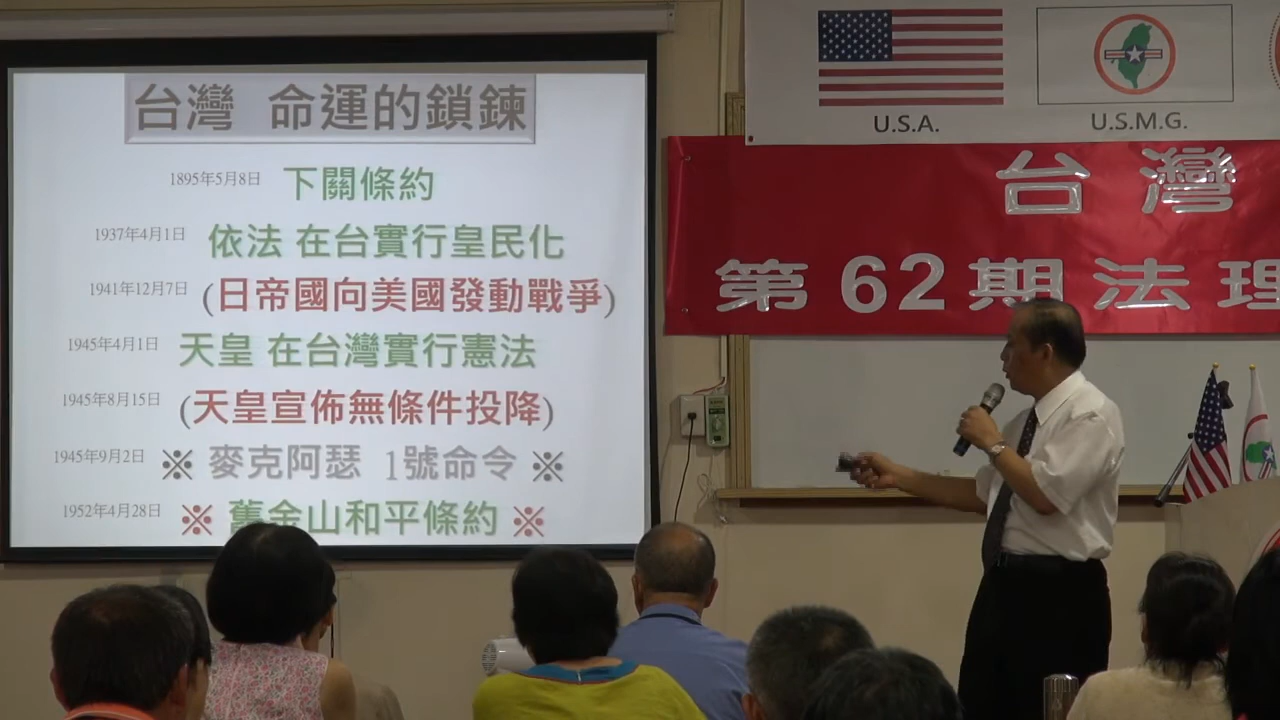 台灣 命運的鎖鍊
1895年5月8日 下關條約
1937年4月1日 依法 在台實行皇民化
1941年12月7日 (日帝國向美國發動戰爭)
1945年4月1日 天皇 在台灣實行憲法
1945年8月15日 (天皇宣佈無條件投降)
1945年9月2日 ※ 麥克阿瑟 1號命令 ※
1952年4月28日 ※ 舊金山和平條約 ※
U.S.A. U.S.M.G.
台灣
第62期法理